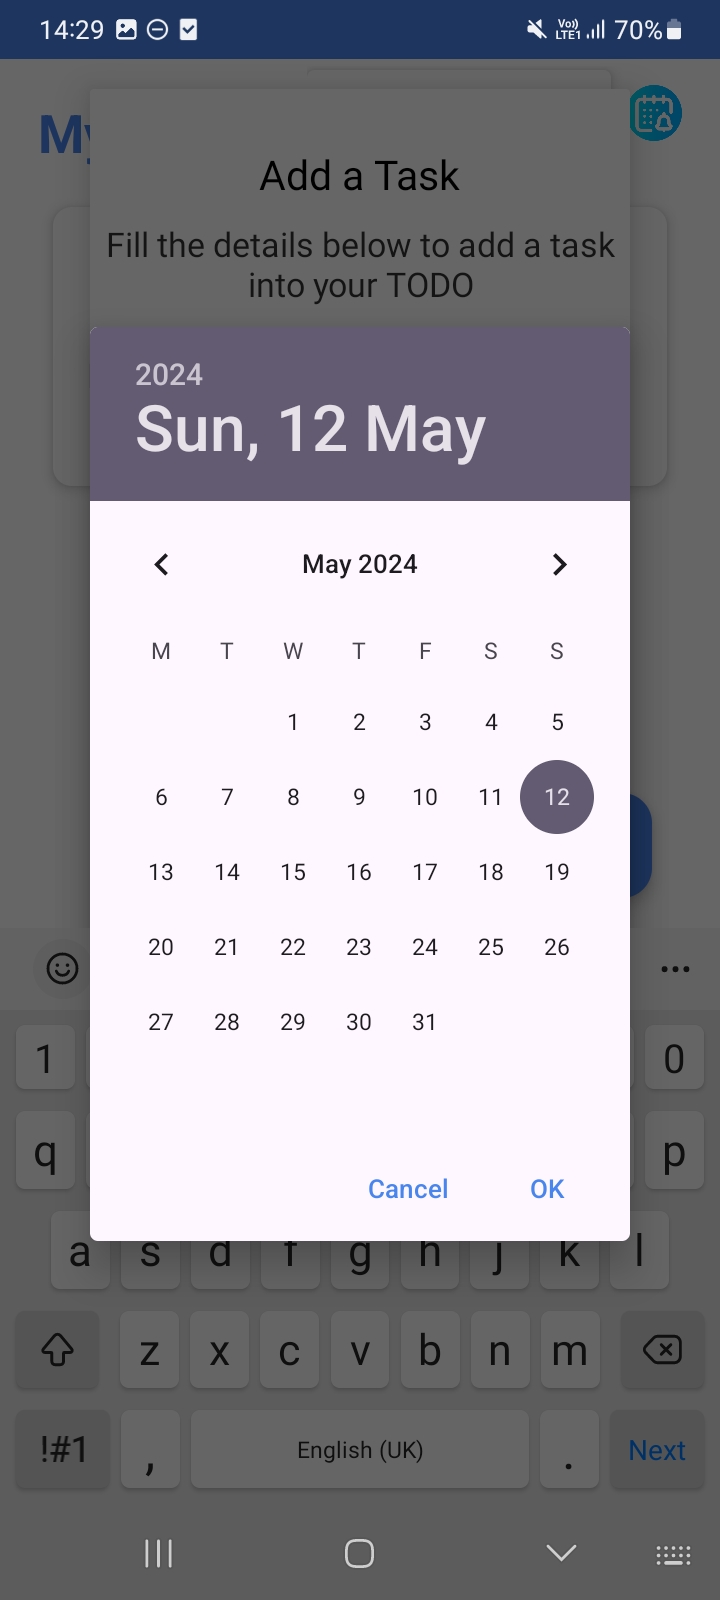 14:29 Vo)) LTE1 70%
My
Add a Task
Fill the details below to add a task
into your TODO
2024
Sun, 12 May
May 2024
M T W T F S S
1 2 3 4 5
6 7 8 9 10 11 12
13 14 15 16 17 18 19
20 21 22 23 24 25 26
27 28 29 30 31
Cancel OK
1 0
q p
a s d f g h j k l
z x c v b n m
!#1 , English (UK) . Next